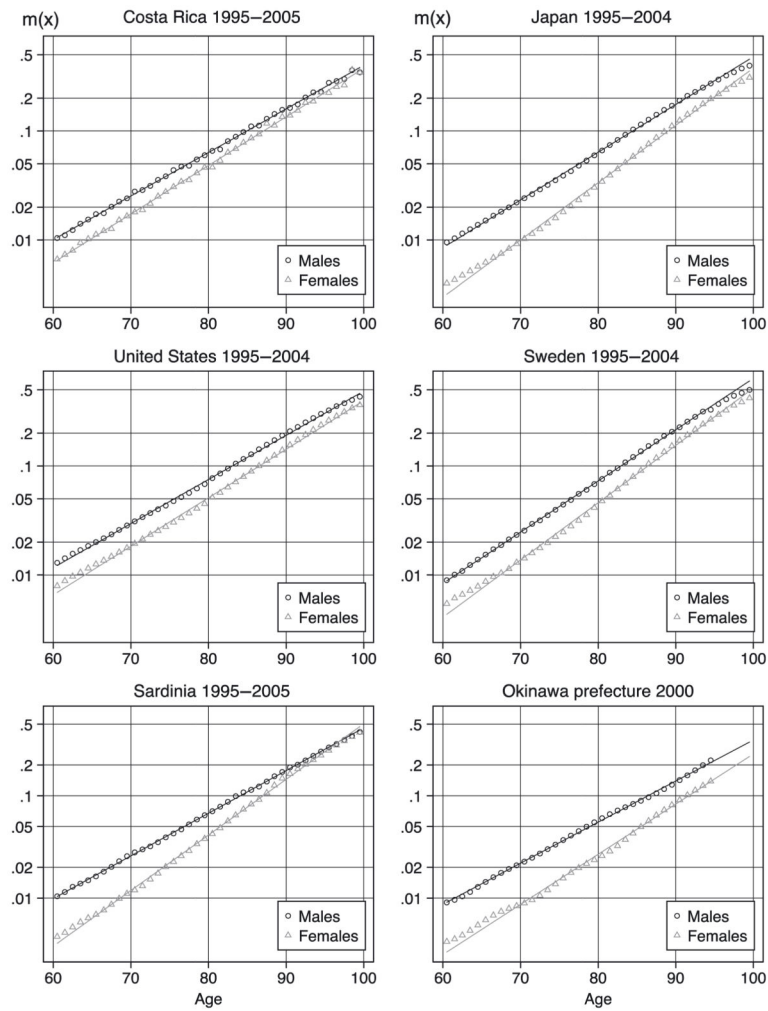 m(x)
Costa Rica 1995–2005
.5
.2
.1
.05
.02
.01
Males
Females
60 70 80 90 100
Japan 1995–2004
.5
.2
.1
.05
.02
.01
Males
Females
60 70 80 90 100
United States 1995–2004
.5
.2
.1
.05
.02
.01
Males
Females
60 70 80 90 100
Sweden 1995–2004
.5
.2
.1
.05
.02
.01
Males
Females
60 70 80 90 100
Sardinia 1995–2005
.5
.2
.1
.05
.02
.01
Males
Females
60 70 80 90 100
Age
Okinawa prefecture 2000
.5
.2
.1
.05
.02
.01
Males
Females
60 70 80 90 100
Age